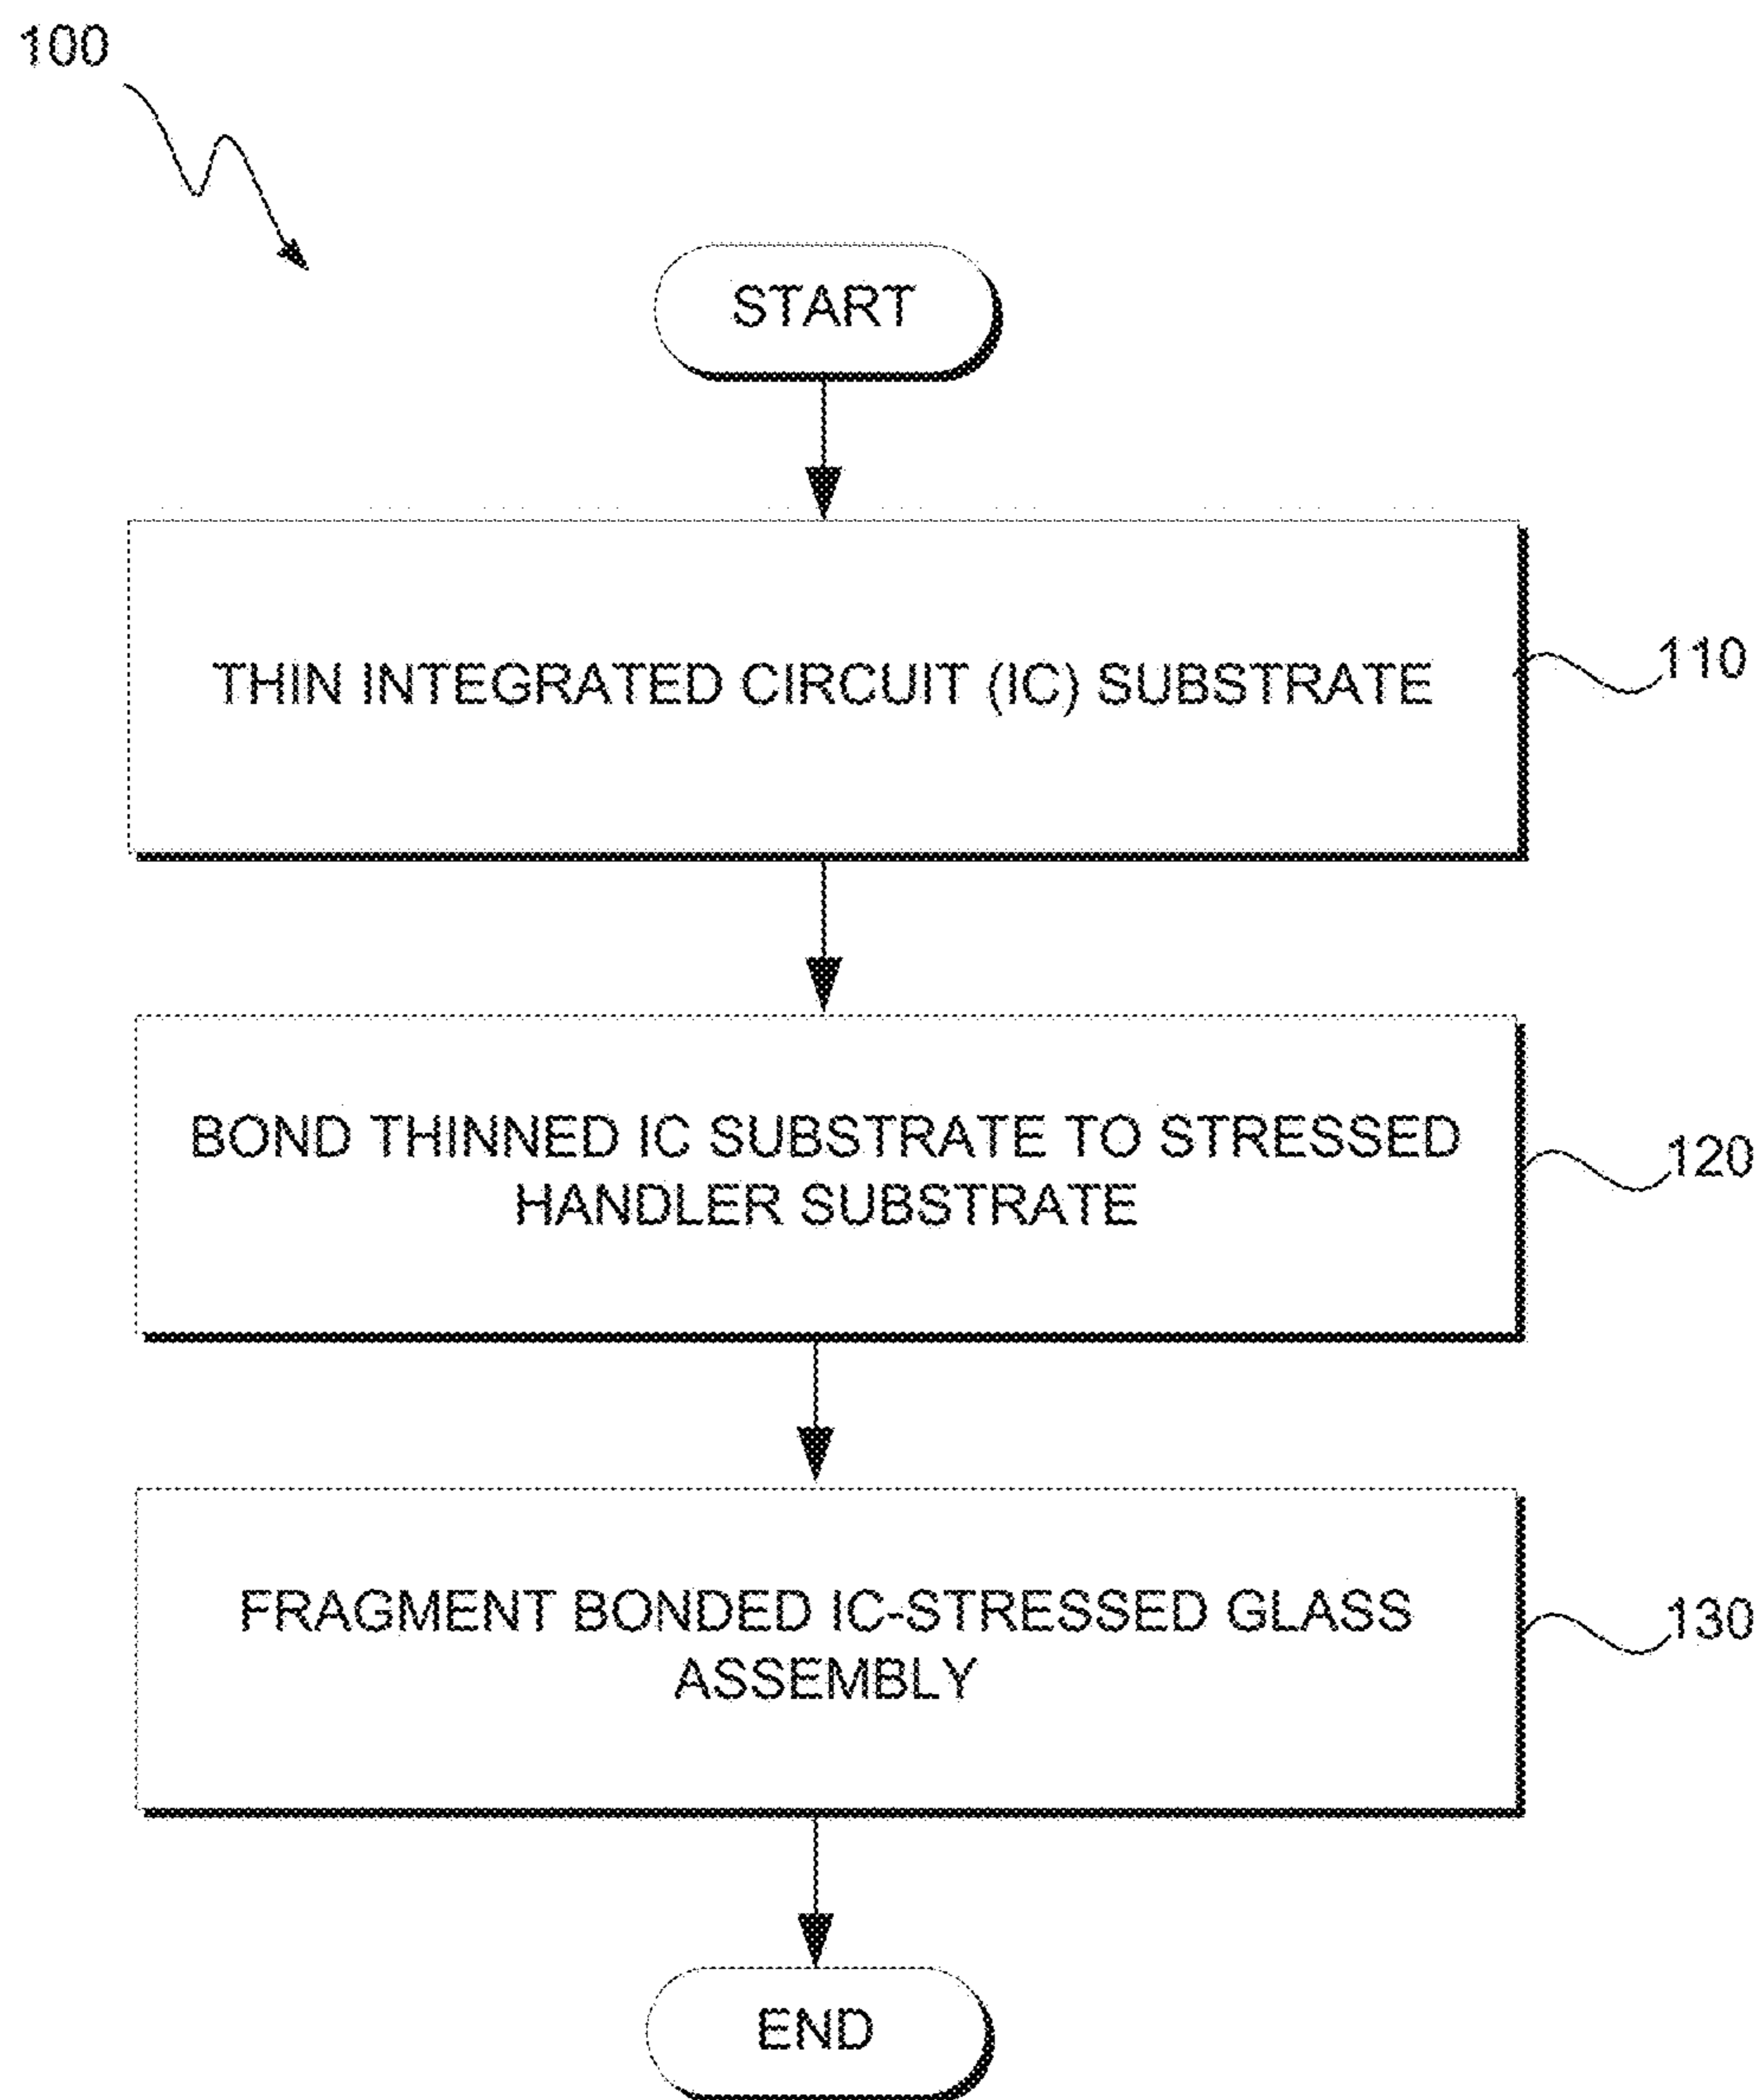 100
START
THIN INTEGRATED CIRCUIT (IC) SUBSTRATE
110
BOND THINNED IC SUBSTRATE TO STRESSED
HANDLER SUBSTRATE
120
FRAGMENT BONDED IC-STRESSED GLASS
ASSEMBLY
130
END